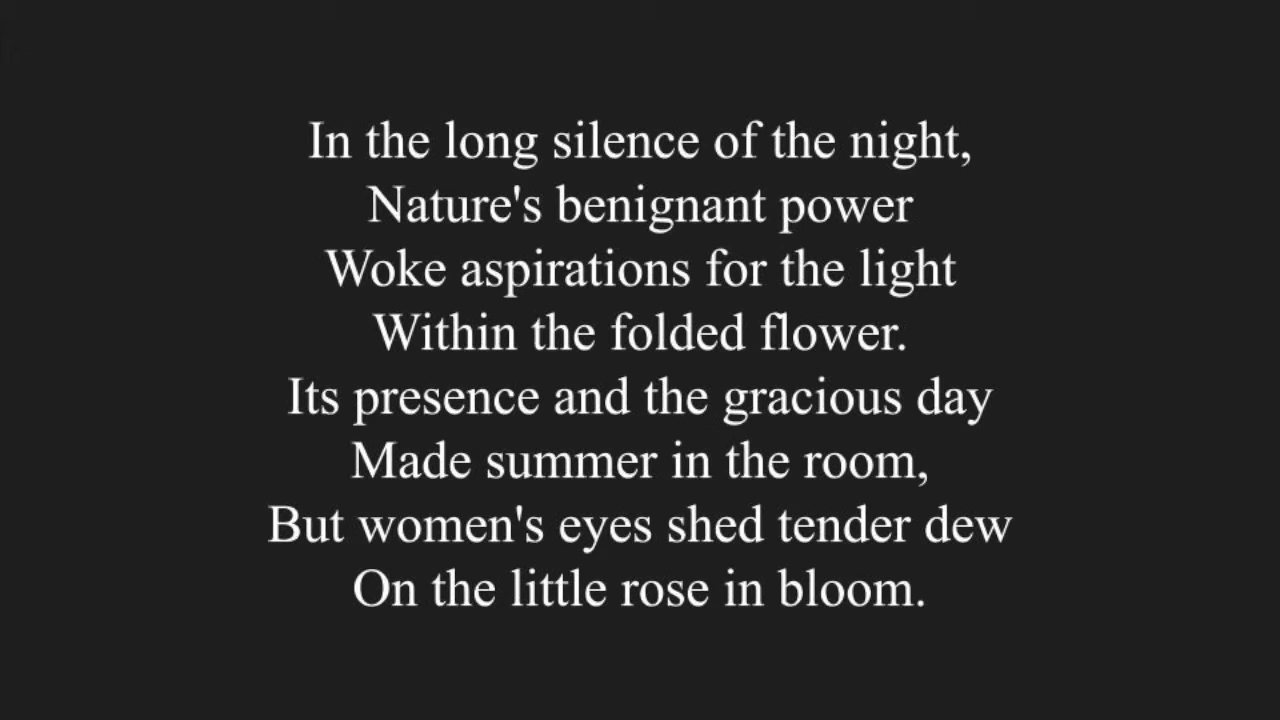 In the long silence of the night,
Nature's benignant power
Woke aspirations for the light
Within the folded flower.
Its presence and the gracious day
Made summer in the room,
But women's eyes shed tender dew
On the little rose in bloom.